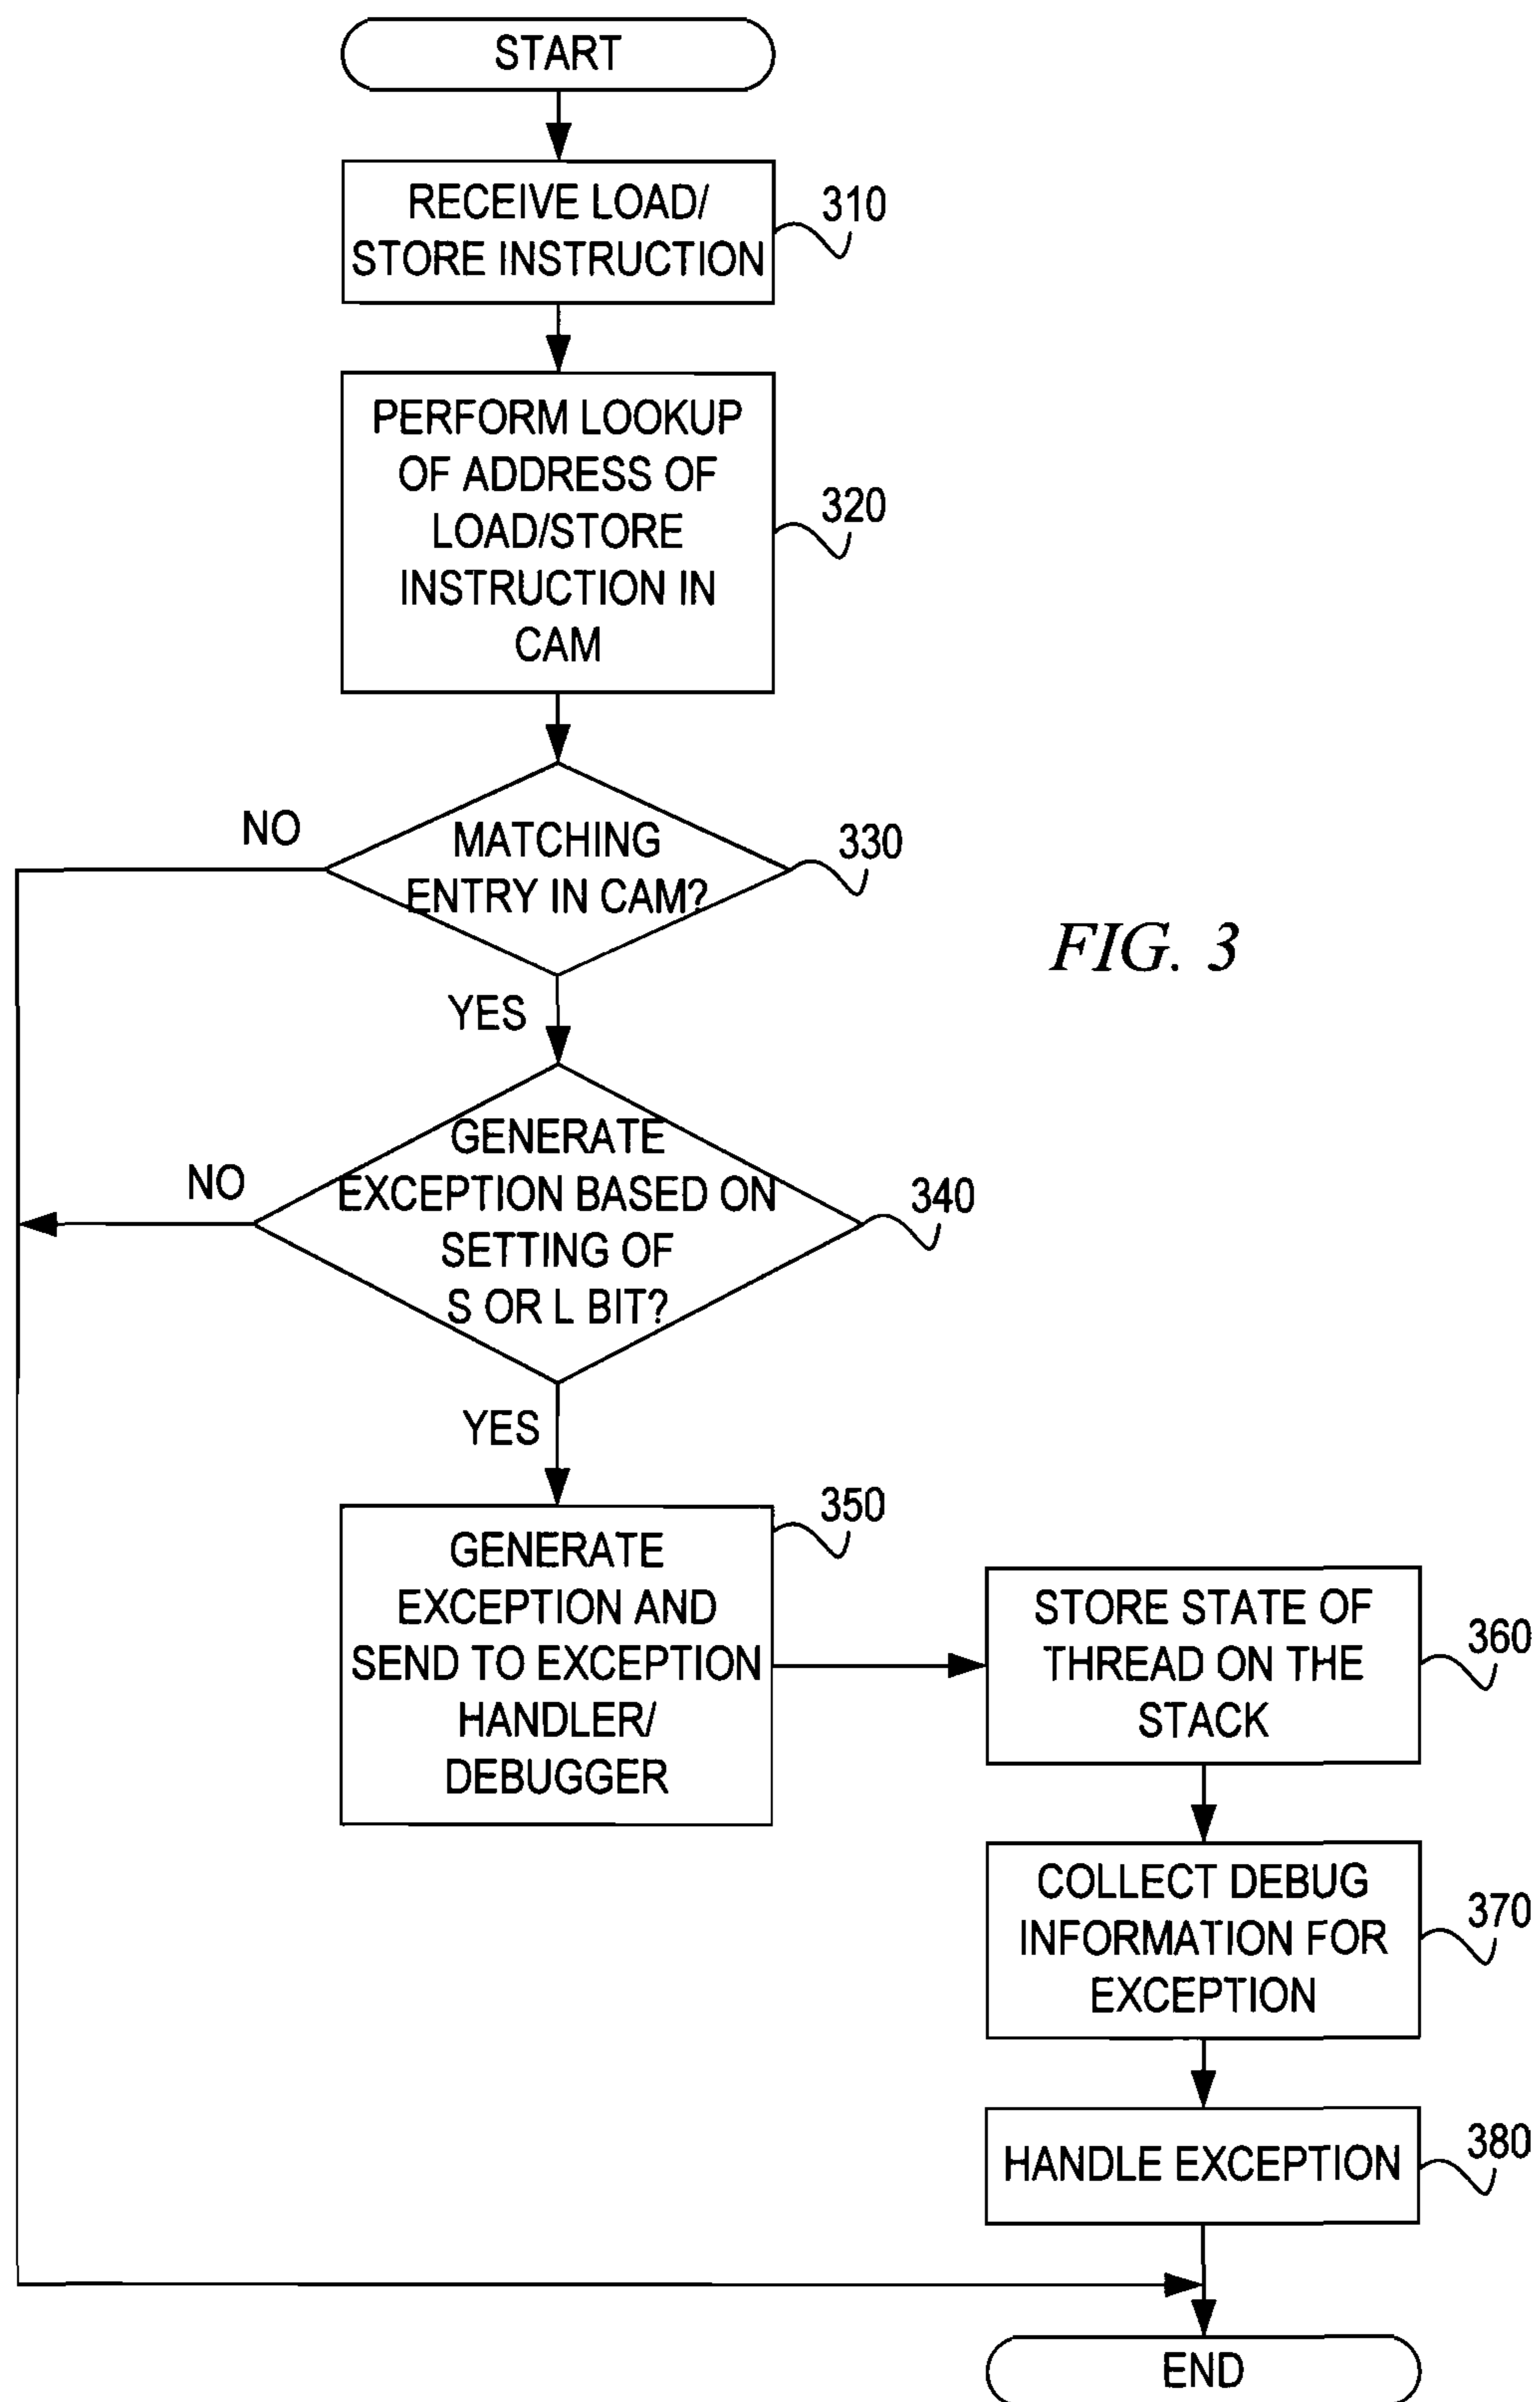 START
RECEIVE LOAD/
STORE INSTRUCTION
310
PERFORM LOOKUP
OF ADDRESS OF
LOAD/STORE
INSTRUCTION IN
CAM
320
NO
MATCHING
ENTRY IN CAM?
330
FIG. 3
YES
NO
GENERATE
EXCEPTION BASED ON
SETTING OF
S OR L BIT?
340
YES
GENERATE
EXCEPTION AND
SEND TO EXCEPTION
HANDLER/
DEBUGGER
350
STORE STATE OF
THREAD ON THE
STACK
360
COLLECT DEBUG
INFORMATION FOR
EXCEPTION
370
HANDLE EXCEPTION
380
END